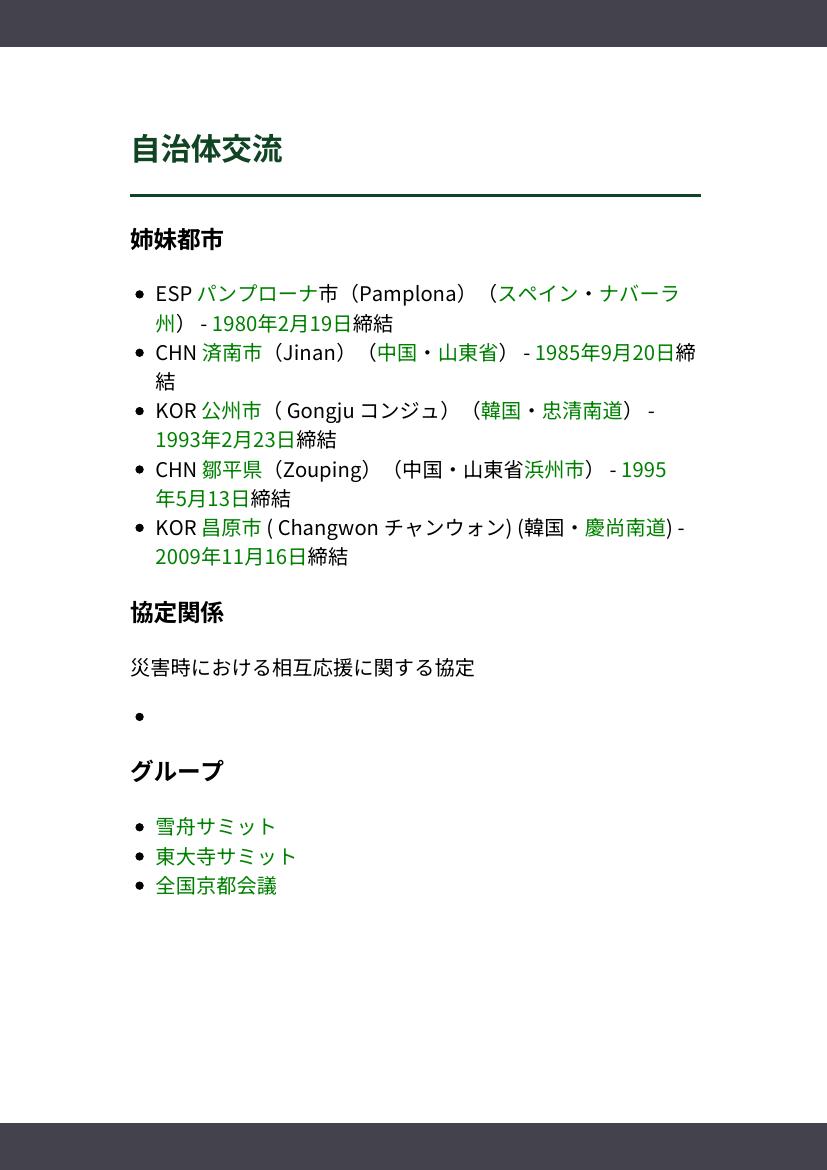 自治体交流
姉妹都市
ESP パンプローナ市（Pamplona）（スペイン・ナバーラ
州） - 1980年2月19日締結
CHN 済南市（Jinan）（中国・山東省） - 1985年9月20日締
結
KOR 公州市（ Gongju コンジュ）（韓国・忠清南道） -
1993年2月23日締結
CHN 鄒平県（Zouping）（中国・山東省浜州市） - 1995
年5月13日締結
KOR 昌原市 ( Changwon チャンウォン) (韓国・慶尚南道) -
2009年11月16日締結
協定関係
災害時における相互応援に関する協定
グループ
雪舟サミット
東大寺サミット
全国京都会議